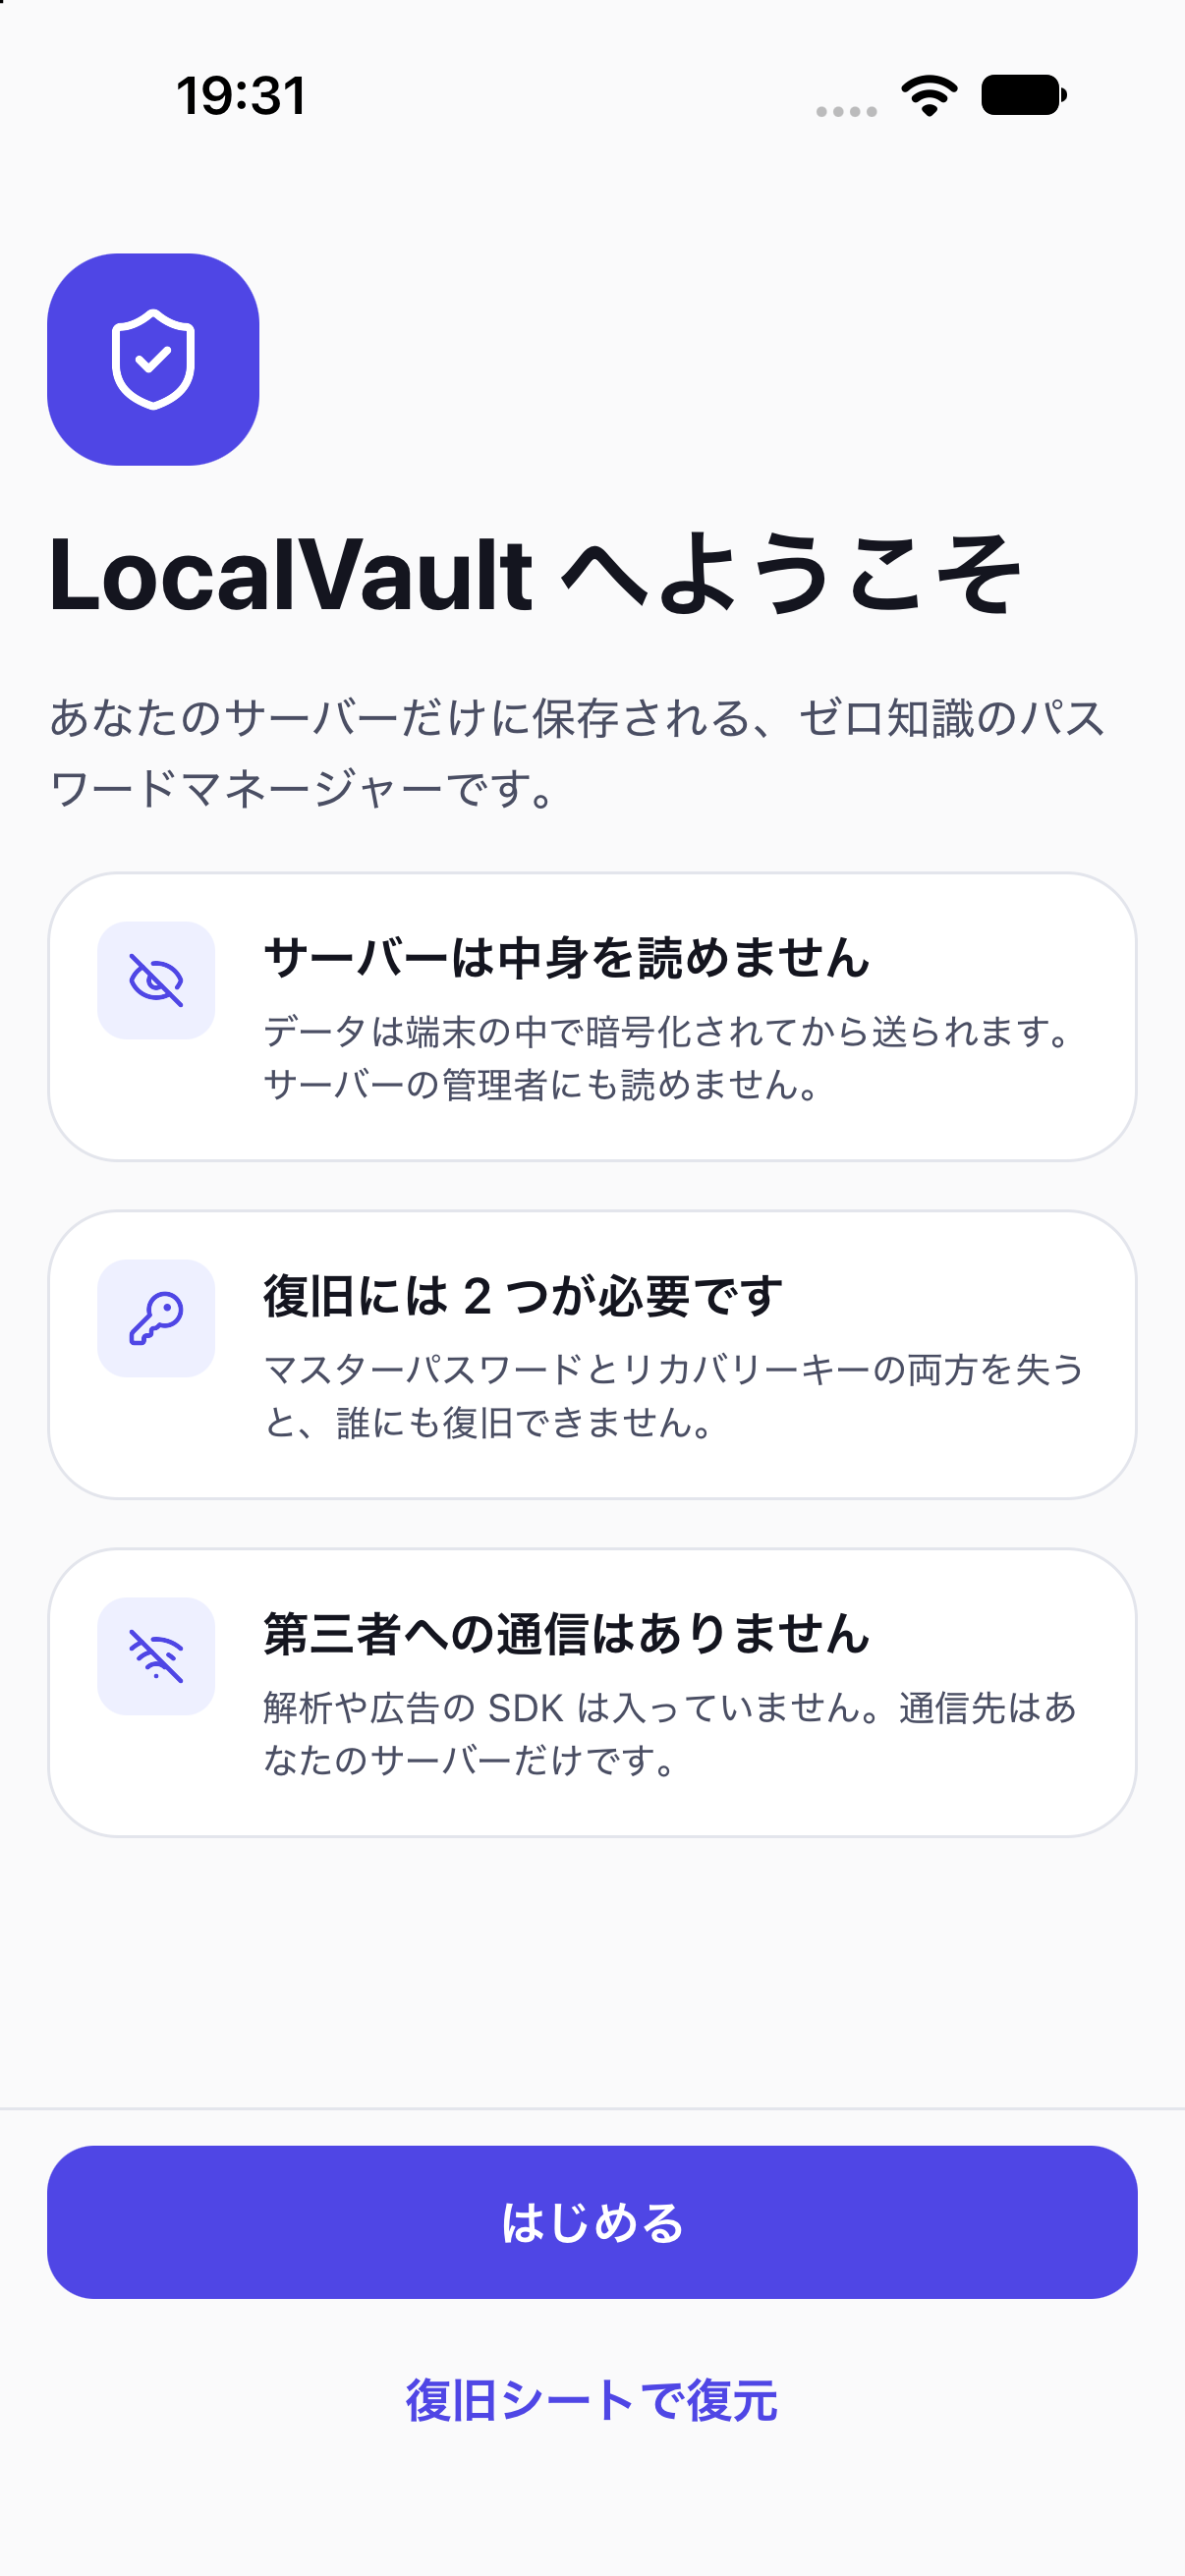 19:31
LocalVault へようこそ
あなたのサーバーだけに保存される、ゼロ知識のパス
ワードマネージャーです。
サーバーは中身を読めません
データは端末の中で暗号化されてから送られます。
サーバーの管理者にも読めません。
復旧には 2 つが必要です
マスターパスワードとリカバリーキーの両方を失う
と、誰にも復旧できません。
第三者への通信はありません
解析や広告の SDK は入っていません。通信先はあ
なたのサーバーだけです。
はじめる
復旧シートで復元